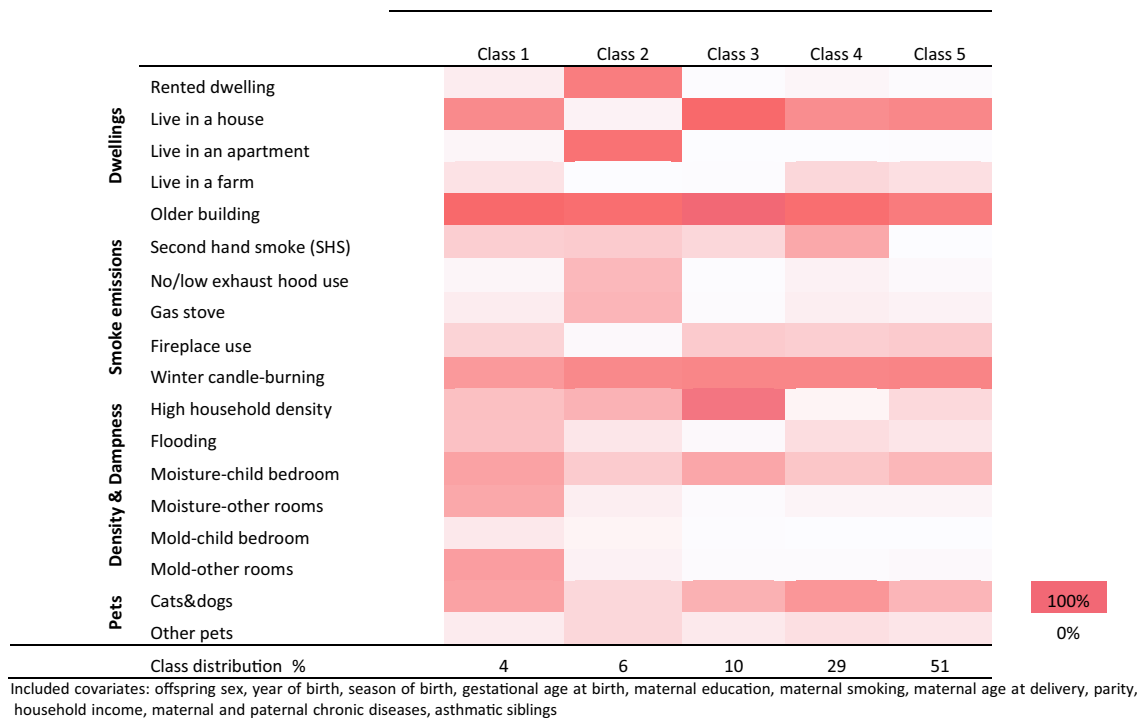 Class 1 Class 2 Class 3 Class 4 Class 5
Dwellings
Rented dwelling
Live in a house
Live in an apartment
Live in a farm
Older building
Smoke emissions
Second hand smoke (SHS)
No/low exhaust hood use
Gas stove
Fireplace use
Winter candle-burning
Density & Dampness
High household density
Flooding
Moisture-child bedroom
Moisture-other rooms
Mold-child bedroom
Mold-other rooms
Pets
Cats&dogs
Other pets
100%
0%
Class distribution % 4 6 10 29 51
Included covariates: offspring sex, year of birth, season of birth, gestational age at birth, maternal education, maternal smoking, maternal age at delivery, parity,
household income, maternal and paternal chronic diseases, asthmatic siblings